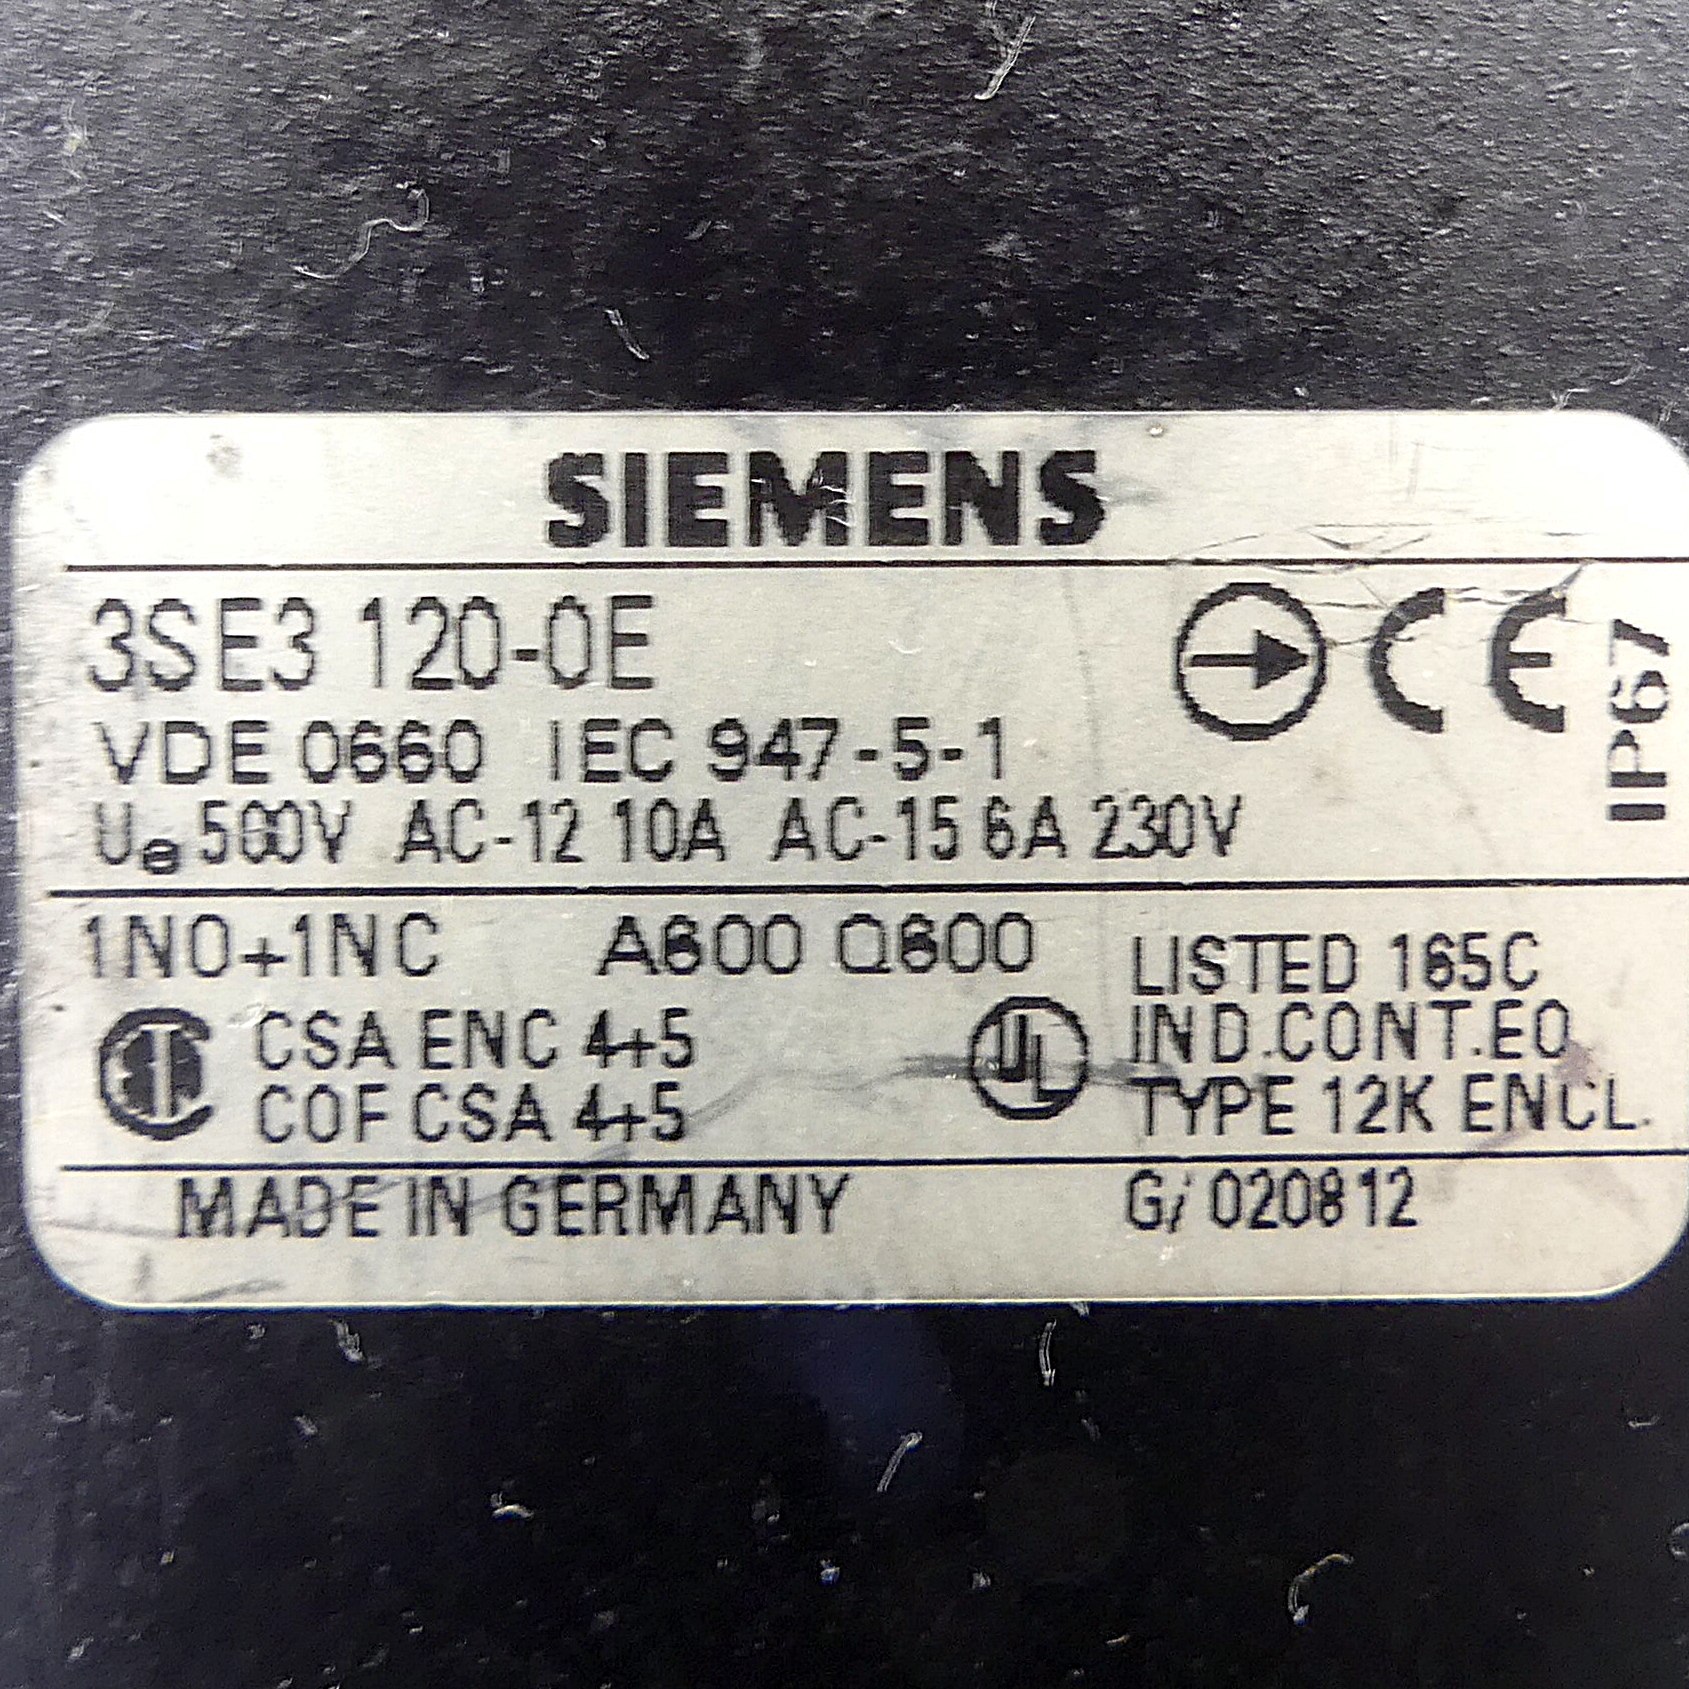 SIEMENS
3SE3 120-0E
CE
IP67
VDE 0660 IEC 947-5-1
Ue 500V AC-12 10A AC-15 6A 230V
1NO+1NC A600 Q600
CSA ENC 4+5
COF CSA 4+5
UL
LISTED 165C
IND.CONT.EQ
TYPE 12K ENCL.
MADE IN GERMANY G/ 020812